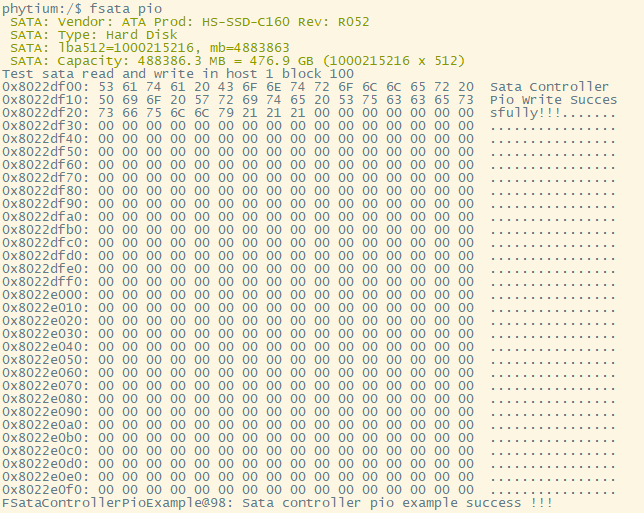 phytium:/$ fsata pio
SATA: Vendor: ATA Prod: HS-SSD-C160 Rev: R052
SATA: Type: Hard Disk
SATA: lba512=1000215216, mb=4883863
SATA: Capacity: 488386.3 MB = 476.9 GB (1000215216 x 512)
Test sata read and write in host 1 block 100
0x8022df00: 53 61 74 61 20 43 6F 6E 74 72 6F 6C 6C 65 72 20  Sata Controller
0x8022df10: 50 69 6F 20 57 72 69 74 65 20 53 75 63 63 65 73  Pio Write Succes
0x8022df20: 73 66 75 6C 6C 79 21 21 21 00 00 00 00 00 00 00  sfully!!!.......
0x8022df30: 00 00 00 00 00 00 00 00 00 00 00 00 00 00 00 00  ................
0x8022df40: 00 00 00 00 00 00 00 00 00 00 00 00 00 00 00 00  ................
0x8022df50: 00 00 00 00 00 00 00 00 00 00 00 00 00 00 00 00  ................
0x8022df60: 00 00 00 00 00 00 00 00 00 00 00 00 00 00 00 00  ................
0x8022df70: 00 00 00 00 00 00 00 00 00 00 00 00 00 00 00 00  ................
0x8022df80: 00 00 00 00 00 00 00 00 00 00 00 00 00 00 00 00  ................
0x8022df90: 00 00 00 00 00 00 00 00 00 00 00 00 00 00 00 00  ................
0x8022dfa0: 00 00 00 00 00 00 00 00 00 00 00 00 00 00 00 00  ................
0x8022dfb0: 00 00 00 00 00 00 00 00 00 00 00 00 00 00 00 00  ................
0x8022dfc0: 00 00 00 00 00 00 00 00 00 00 00 00 00 00 00 00  ................
0x8022dfd0: 00 00 00 00 00 00 00 00 00 00 00 00 00 00 00 00  ................
0x8022dfe0: 00 00 00 00 00 00 00 00 00 00 00 00 00 00 00 00  ................
0x8022dff0: 00 00 00 00 00 00 00 00 00 00 00 00 00 00 00 00  ................
0x8022e000: 00 00 00 00 00 00 00 00 00 00 00 00 00 00 00 00  ................
0x8022e010: 00 00 00 00 00 00 00 00 00 00 00 00 00 00 00 00  ................
0x8022e020: 00 00 00 00 00 00 00 00 00 00 00 00 00 00 00 00  ................
0x8022e030: 00 00 00 00 00 00 00 00 00 00 00 00 00 00 00 00  ................
0x8022e040: 00 00 00 00 00 00 00 00 00 00 00 00 00 00 00 00  ................
0x8022e050: 00 00 00 00 00 00 00 00 00 00 00 00 00 00 00 00  ................
0x8022e060: 00 00 00 00 00 00 00 00 00 00 00 00 00 00 00 00  ................
0x8022e070: 00 00 00 00 00 00 00 00 00 00 00 00 00 00 00 00  ................
0x8022e080: 00 00 00 00 00 00 00 00 00 00 00 00 00 00 00 00  ................
0x8022e090: 00 00 00 00 00 00 00 00 00 00 00 00 00 00 00 00  ................
0x8022e0a0: 00 00 00 00 00 00 00 00 00 00 00 00 00 00 00 00  ................
0x8022e0b0: 00 00 00 00 00 00 00 00 00 00 00 00 00 00 00 00  ................
0x8022e0c0: 00 00 00 00 00 00 00 00 00 00 00 00 00 00 00 00  ................
0x8022e0d0: 00 00 00 00 00 00 00 00 00 00 00 00 00 00 00 00  ................
0x8022e0e0: 00 00 00 00 00 00 00 00 00 00 00 00 00 00 00 00  ................
0x8022e0f0: 00 00 00 00 00 00 00 00 00 00 00 00 00 00 00 00  ................
FSataControllerPioExample@98: Sata controller pio example success !!!